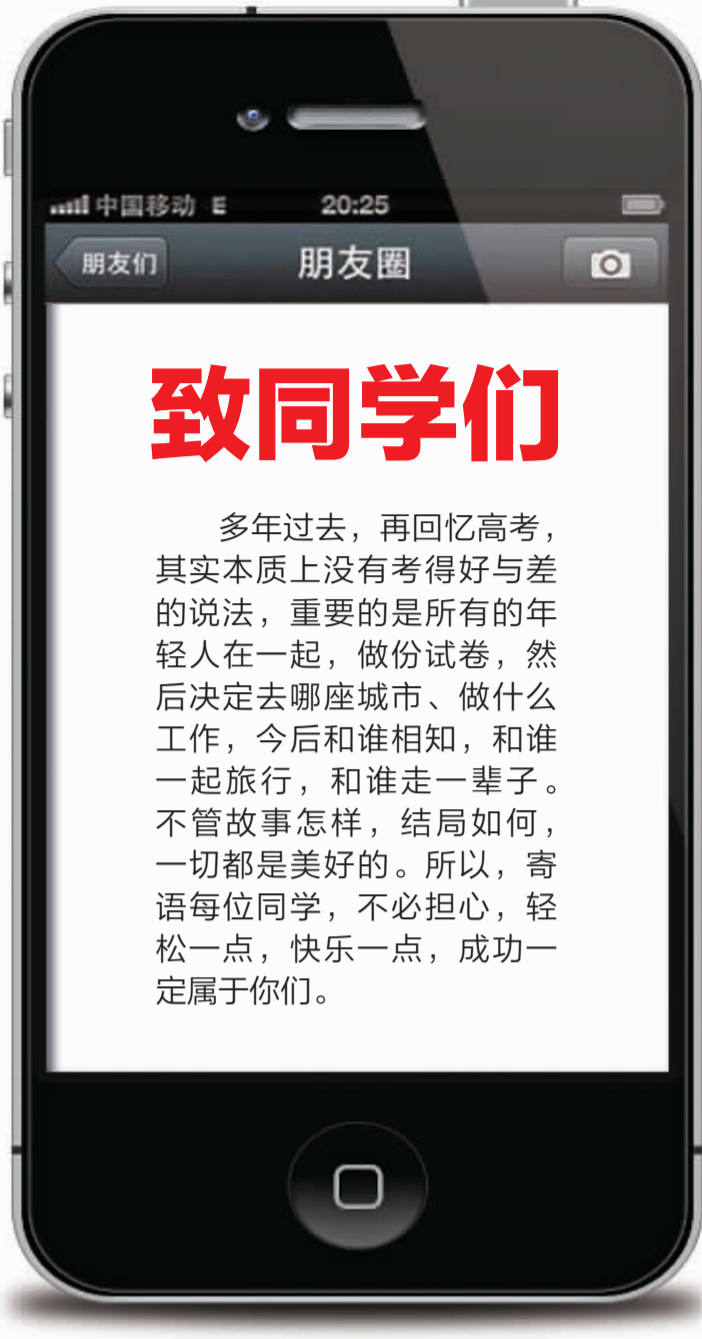 中国移动 E 20:25
朋友们 朋友圈
致同学们
多年过去，再回忆高考，
其实本质上没有考得好与差
的说法，重要的是所有的年
轻人在一起，做份试卷，然
后决定去哪座城市、做什么
工作，今后和谁相知，和谁
一起旅行，和谁走一辈子。
不管故事怎样，结局如何，
一切都是美好的。所以，寄
语每位同学，不必担心，轻
松一点，快乐一点，成功一
定属于你们。